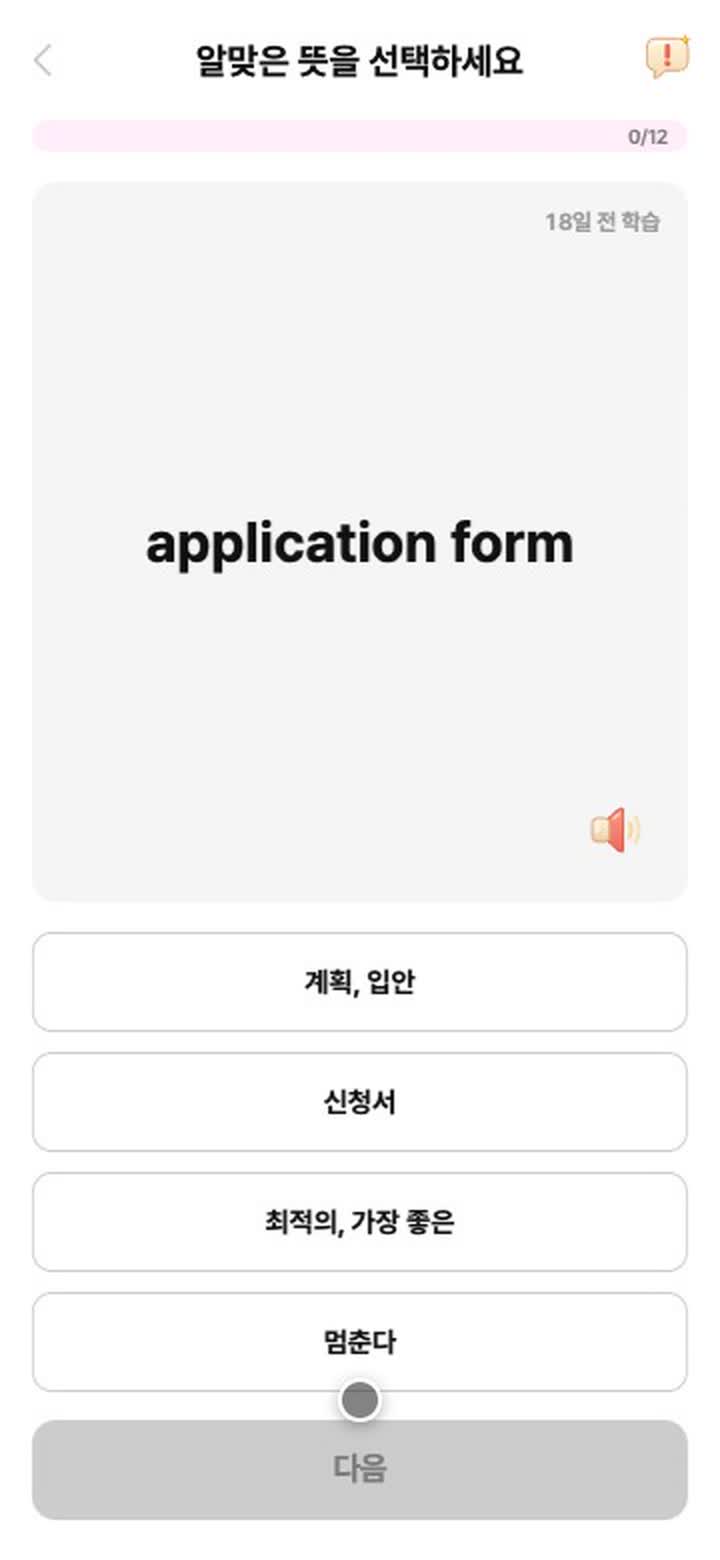 알맞은 뜻을 선택하세요
0/12
18일 전 학습
application form
계획, 입안
신청서
최적의, 가장 좋은
멈춘다
다음